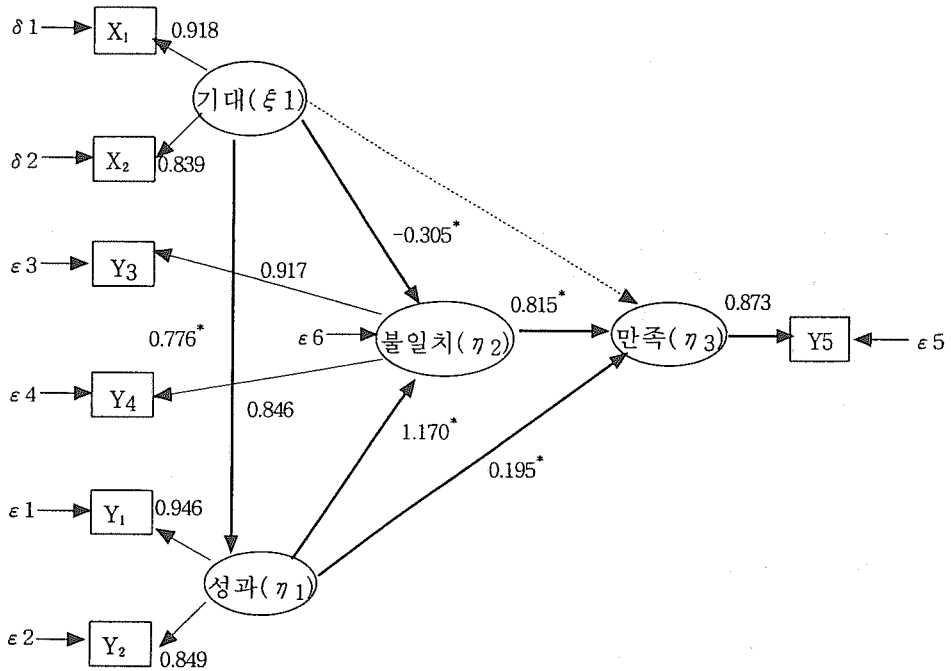 δ1
X1
0.918
기대(ξ1)
δ2
X2
0.839
-0.305*
ε3
Y3
0.917
0.776*
ε6
불일치(η2)
0.815*
만족(η3)
0.873
Y5
ε5
ε4
Y4
0.846
1.170*
0.195*
ε1
Y1
0.946
성과(η1)
ε2
Y2
0.849